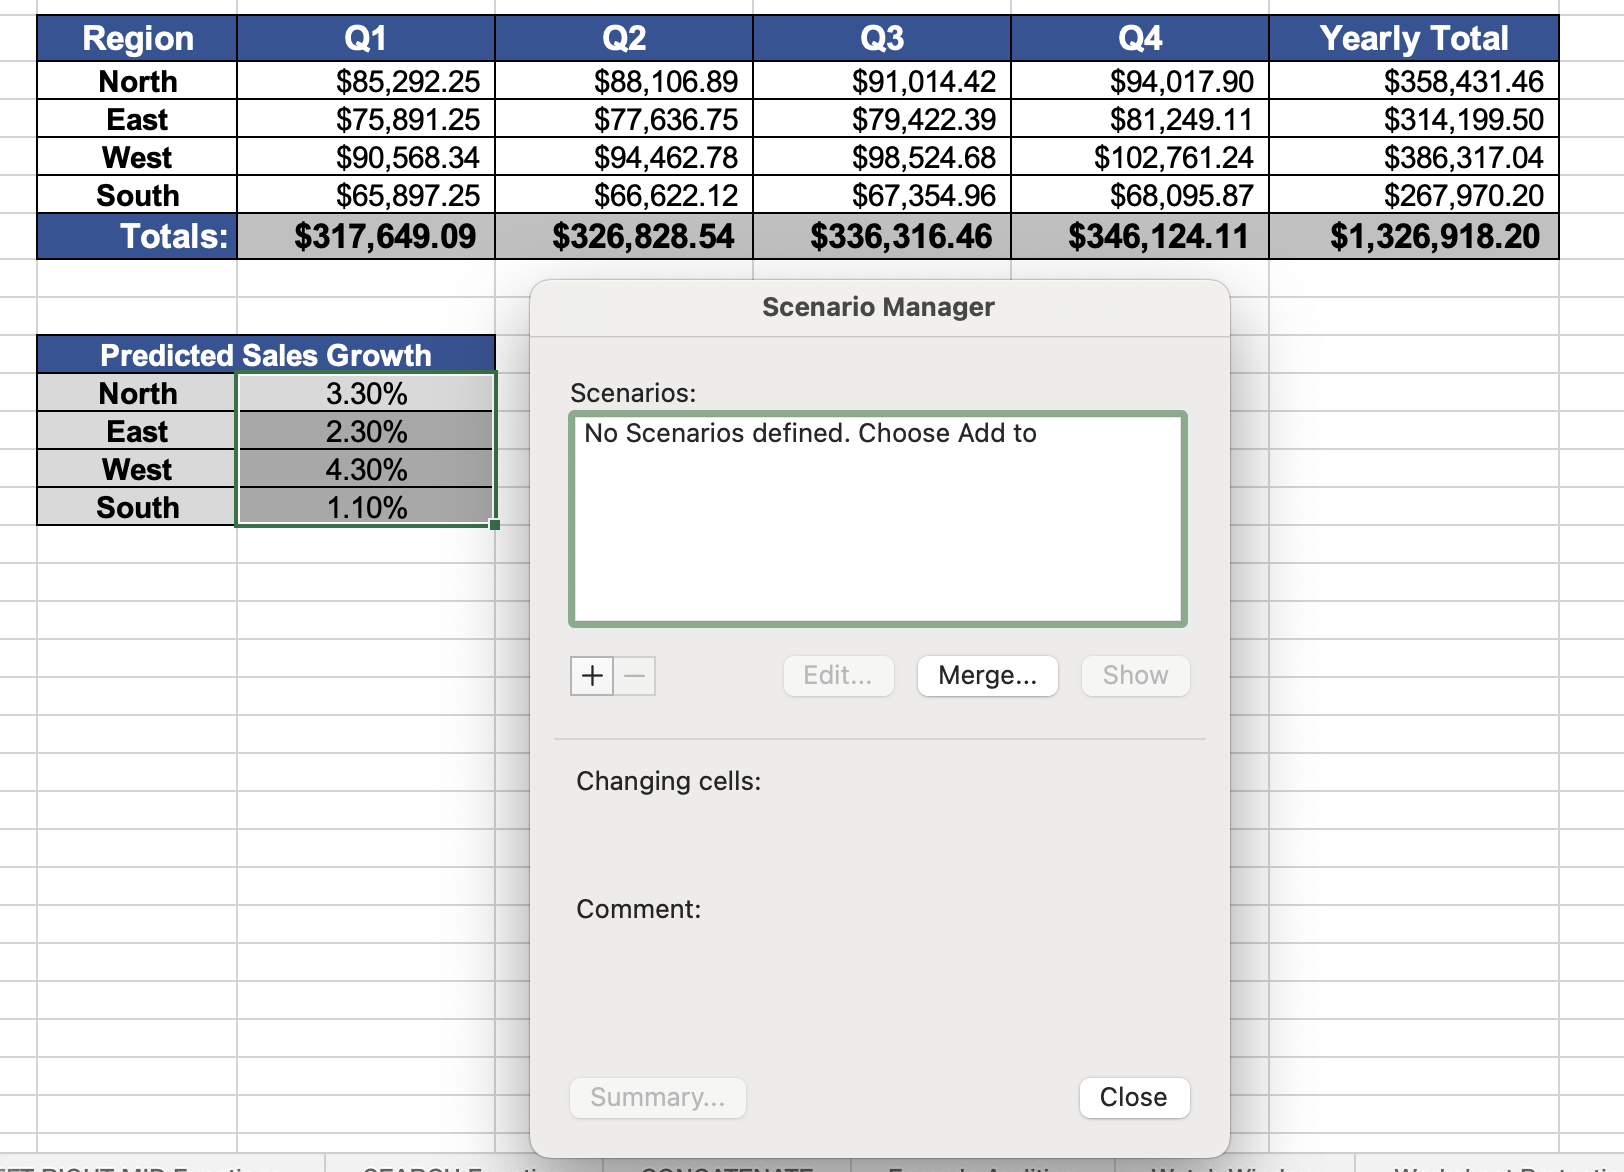 Region Q1 Q2 Q3 Q4 Yearly Total
North $85,292.25 $88,106.89 $91,014.42 $94,017.90 $358,431.46
East $75,891.25 $77,636.75 $79,422.39 $81,249.11 $314,199.50
West $90,568.34 $94,462.78 $98,524.68 $102,761.24 $386,317.04
South $65,897.25 $66,622.12 $67,354.96 $68,095.87 $267,970.20
Totals: $317,649.09 $326,828.54 $336,316.46 $346,124.11 $1,326,918.20
Predicted Sales Growth
North 3.30%
East 2.30%
West 4.30%
South 1.10%
Scenario Manager
Scenarios:
No Scenarios defined. Choose Add to
+ −
Edit... Merge... Show
Changing cells:
Comment:
Summary... Close
RIGHT MID SEARCH CONCATENATE